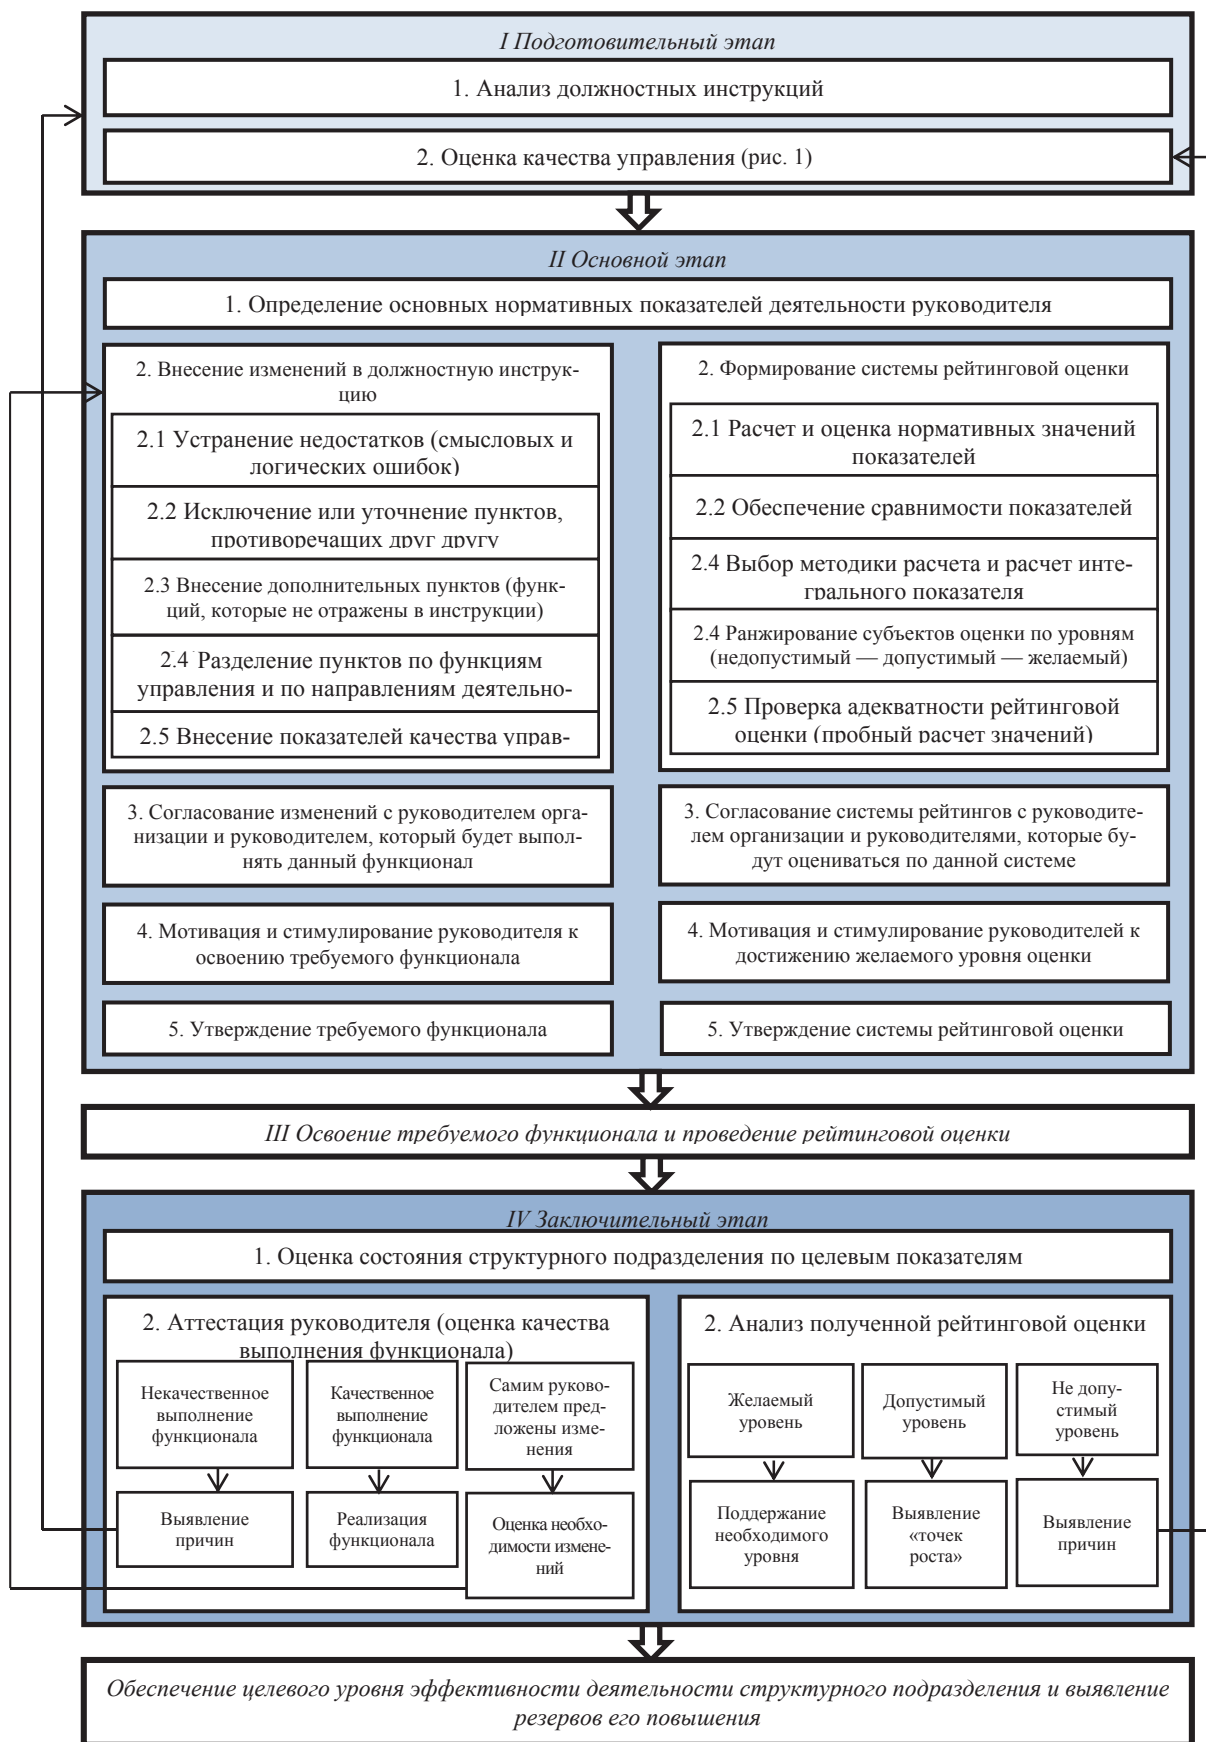 I Подготовительный этап
1. Анализ должностных инструкций
2. Оценка качества управления (рис. 1)
II Основной этап
1. Определение основных нормативных показателей деятельности руководителя
2. Внесение изменений в должностную инструк-
цию
2.1 Устранение недостатков (смысловых и
логических ошибок)
2.2 Исключение или уточнение пунктов,
противоречащих друг другу
2.3 Внесение дополнительных пунктов (функ-
ций, которые не отражены в инструкции)
2.4 Разделение пунктов по функциям
управления и по направлениям деятельно-
2.5 Внесение показателей качества управ-
3. Согласование изменений с руководителем орга-
низации и руководителем, который будет выпол-
нять данный функционал
4. Мотивация и стимулирование руководителя к
освоению требуемого функционала
5. Утверждение требуемого функционала
2. Формирование системы рейтинговой оценки
2.1 Расчет и оценка нормативных значений
показателей
2.2 Обеспечение сравнимости показателей
2.4 Выбор методики расчета и расчет инте-
грального показателя
2.4 Ранжирование субъектов оценки по уровням
(недопустимый — допустимый — желаемый)
2.5 Проверка адекватности рейтинговой
оценки (пробный расчет значений)
3. Согласование системы рейтингов с руководите-
лем организации и руководителями, которые бу-
дут оцениваться по данной системе
4. Мотивация и стимулирование руководителей к
достижению желаемого уровня оценки
5. Утверждение системы рейтинговой оценки
III Освоение требуемого функционала и проведение рейтинговой оценки
IV Заключительный этап
1. Оценка состояния структурного подразделения по целевым показателям
2. Аттестация руководителя (оценка качества
выполнения функционала)
Некачественное
выполнение
функционала
Качественное
выполнение
функционала
Самим руково-
дителем пред-
ложены изме-
нения
Выявление
причин
Реализация
функционала
Оценка необхо-
димости измене-
ний
2. Анализ полученной рейтинговой оценки
Желаемый
уровень
Допустимый
уровень
Не допу-
стимый
уровень
Поддержание
необходимого
уровня
Выявление
«точек
роста»
Выявление
причин
Обеспечение целевого уровня эффективности деятельности структурного подразделения и выявление
резервов его повышения